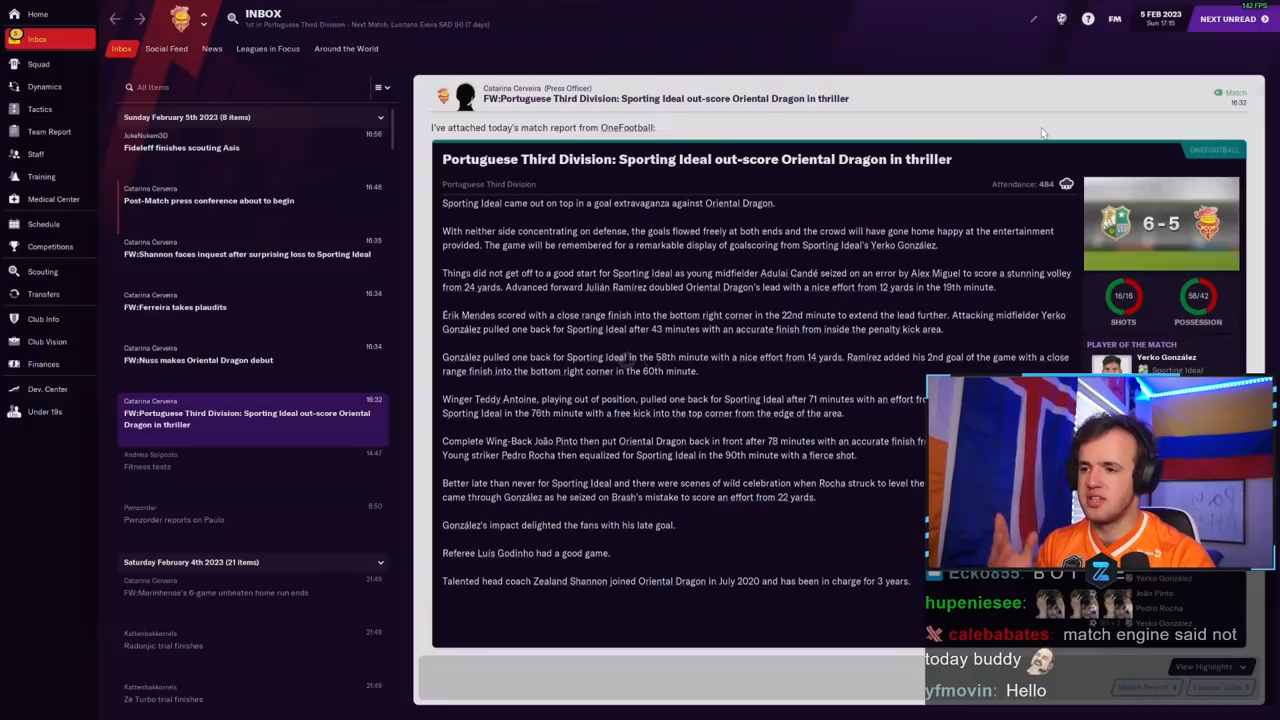 142 FPS
Home
INBOX
1st in Portuguese Third Division - Next Match: Lusitano Évora SAD (H) (7 days)
FM
5 FEB 2023
Sun 17:15
NEXT UNREAD
5
Inbox
Inbox
Social Feed
News
Leagues in Focus
Around the World
Squad
Dynamics
Tactics
Team Report
Staff
Training
Medical Center
Schedule
Competitions
Scouting
Transfers
Club Info
Club Vision
Finances
Dev. Center
Under 19s
All Items
Sunday February 5th 2023 (8 items)
JukeNukem3D
16:56
Fideleff finishes scouting Asis
Catarina Cerveira
16:46
Post-Match press conference about to begin
Catarina Cerveira
16:35
FW:Shannon faces inquest after surprising loss to Sporting Ideal
Catarina Cerveira
16:34
FW:Ferreira takes plaudits
Catarina Cerveira
16:34
FW:Nuss makes Oriental Dragon debut
Catarina Cerveira
16:32
FW:Portuguese Third Division: Sporting Ideal out-score Oriental
Dragon in thriller
Andreia Solposto
14:47
Fitness tests
Pwnzorder
8:50
Pwnzorder reports on Paulo
Saturday February 4th 2023 (21 items)
Catarina Cerveira
21:49
FW:Marinhense's 6-game unbeaten home run ends
Kattenbakkorrels
21:49
Radonjic trial finishes
Kattenbakkorrels
21:49
Zé Turbo trial finishes
Catarina Cerveira (Press Officer)
FW:Portuguese Third Division: Sporting Ideal out-score Oriental Dragon in thriller
Match
16:32
I've attached today's match report from OneFootball:
ONEFOOTBALL
Portuguese Third Division: Sporting Ideal out-score Oriental Dragon in thriller
Portuguese Third Division
Attendance: 484
Sporting Ideal came out on top in a goal extravaganza against Oriental Dragon.
With neither side concentrating on defense, the goals flowed freely at both ends and the crowd will have gone home happy at the entertainment
provided. The game will be remembered for a remarkable display of goalscoring from Sporting Ideal's Yerko González.
Things did not get off to a good start for Sporting Ideal as young midfielder Adulai Candé seized on an error by Alex Miguel to score a stunning volley
from 24 yards. Advanced forward Julián Ramírez doubled Oriental Dragon's lead with a nice effort from 12 yards in the 19th minute.
Érik Mendes scored with a close range finish into the bottom right corner in the 22nd minute to extend the lead further. Attacking midfielder Yerko
González pulled one back for Sporting Ideal after 43 minutes with an accurate finish from inside the penalty kick area.
González pulled one back for Sporting Ideal in the 58th minute with a nice effort from 14 yards. Ramírez added his 2nd goal of the game with a close
range finish into the bottom right corner in the 60th minute.
Winger Teddy Antoine, playing out of position, pulled one back for Sporting Ideal after 71 minutes with an effort fro
Sporting Ideal in the 76th minute with a free kick into the top corner from the edge of the area.
Complete Wing-Back João Pinto then put Oriental Dragon back in front after 78 minutes with an accurate finish fr
Young striker Pedro Rocha then equalized for Sporting Ideal in the 90th minute with a fierce shot.
Better late than never for Sporting Ideal and there were scenes of wild celebration when Rocha struck to level the
came through González as he seized on Brash's mistake to score an effort from 22 yards.
González's impact delighted the fans with his late goal.
Referee Luís Godinho had a good game.
Talented head coach Zealand Shannon joined Oriental Dragon in July 2020 and has been in charge for 3 years.
6-5
16/16
SHOTS
58/42
POSSESSION
PLAYER OF THE MATCH
Yerko González
Sporting Ideal
Yerko González
João Pinto
Pedro Rocha
Yerko González
Ecko855: B O T
hupeniesee:
calebabates: match engine said not
today buddy
yfmovin: Hello
View Highlights
Match Report
League Table